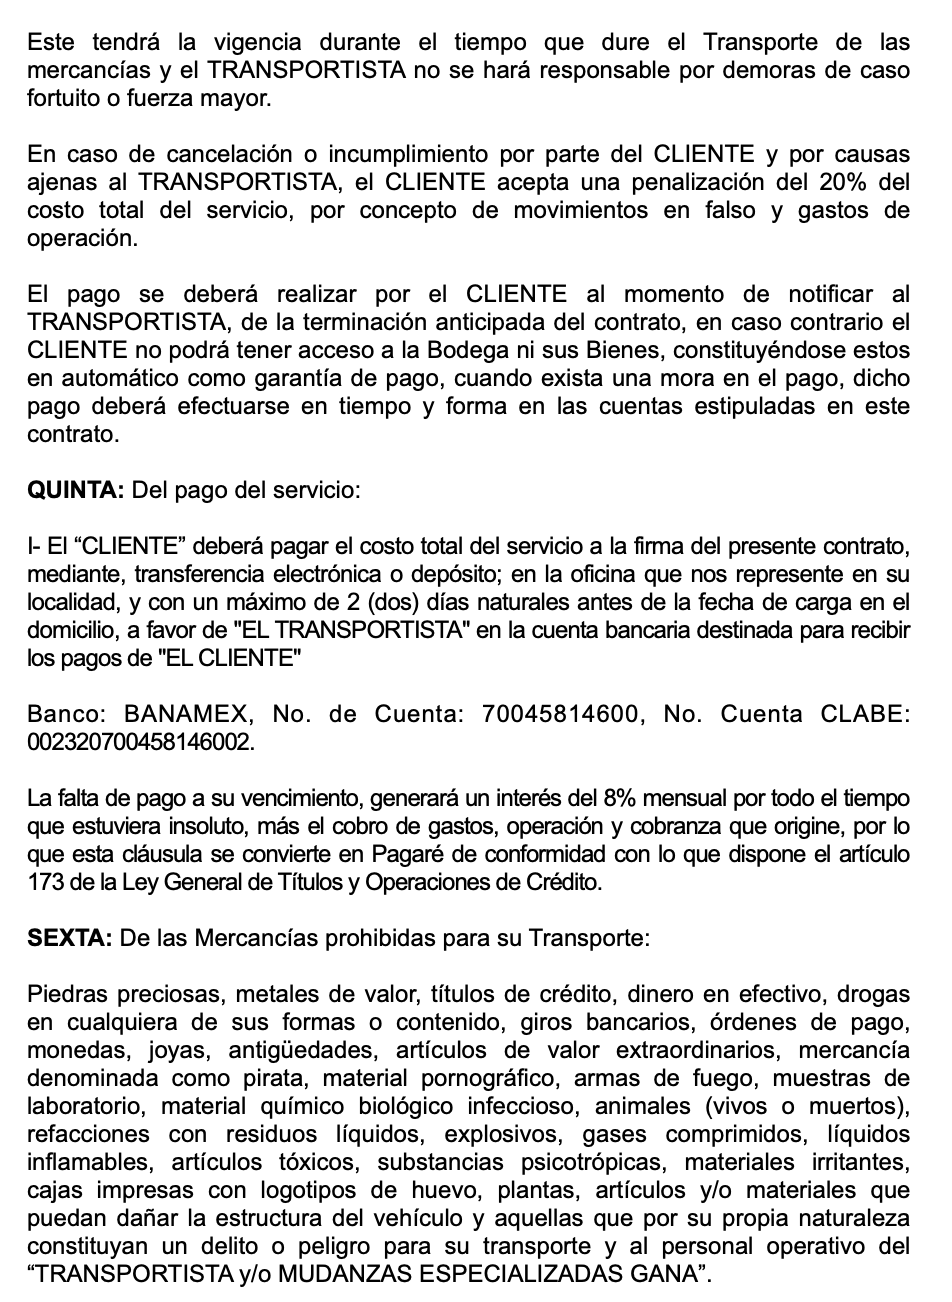 Este tendrá la vigencia durante el tiempo que dure el Transporte de las
mercancías y el TRANSPORTISTA no se hará responsable por demoras de caso
fortuito o fuerza mayor.
En caso de cancelación o incumplimiento por parte del CLIENTE y por causas
ajenas al TRANSPORTISTA, el CLIENTE acepta una penalización del 20% del
costo total del servicio, por concepto de movimientos en falso y gastos de
operación.
El pago se deberá realizar por el CLIENTE al momento de notificar al
TRANSPORTISTA, de la terminación anticipada del contrato, en caso contrario el
CLIENTE no podrá tener acceso a la Bodega ni sus Bienes, constituyéndose estos
en automático como garantía de pago, cuando exista una mora en el pago, dicho
pago deberá efectuarse en tiempo y forma en las cuentas estipuladas en este
contrato.
QUINTA: Del pago del servicio:
I- El “CLIENTE” deberá pagar el costo total del servicio a la firma del presente contrato,
mediante, transferencia electrónica o depósito; en la oficina que nos represente en su
localidad, y con un máximo de 2 (dos) días naturales antes de la fecha de carga en el
domicilio, a favor de "EL TRANSPORTISTA" en la cuenta bancaria destinada para recibir
los pagos de "EL CLIENTE"
Banco: BANAMEX, No. de Cuenta: 70045814600, No. Cuenta CLABE:
002320700458146002.
La falta de pago a su vencimiento, generará un interés del 8% mensual por todo el tiempo
que estuviera insoluto, más el cobro de gastos, operación y cobranza que origine, por lo
que esta cláusula se convierte en Pagaré de conformidad con lo que dispone el artículo
173 de la Ley General de Títulos y Operaciones de Crédito.
SEXTA: De las Mercancías prohibidas para su Transporte:
Piedras preciosas, metales de valor, títulos de crédito, dinero en efectivo, drogas
en cualquiera de sus formas o contenido, giros bancarios, órdenes de pago,
monedas, joyas, antigüedades, artículos de valor extraordinarios, mercancía
denominada como pirata, material pornográfico, armas de fuego, muestras de
laboratorio, material químico biológico infeccioso, animales (vivos o muertos),
refacciones con residuos líquidos, explosivos, gases comprimidos, líquidos
inflamables, artículos tóxicos, substancias psicotrópicas, materiales irritantes,
cajas impresas con logotipos de huevo, plantas, artículos y/o materiales que
puedan dañar la estructura del vehículo y aquellas que por su propia naturaleza
constituyan un delito o peligro para su transporte y al personal operativo del
“TRANSPORTISTA y/o MUDANZAS ESPECIALIZADAS GANA”.